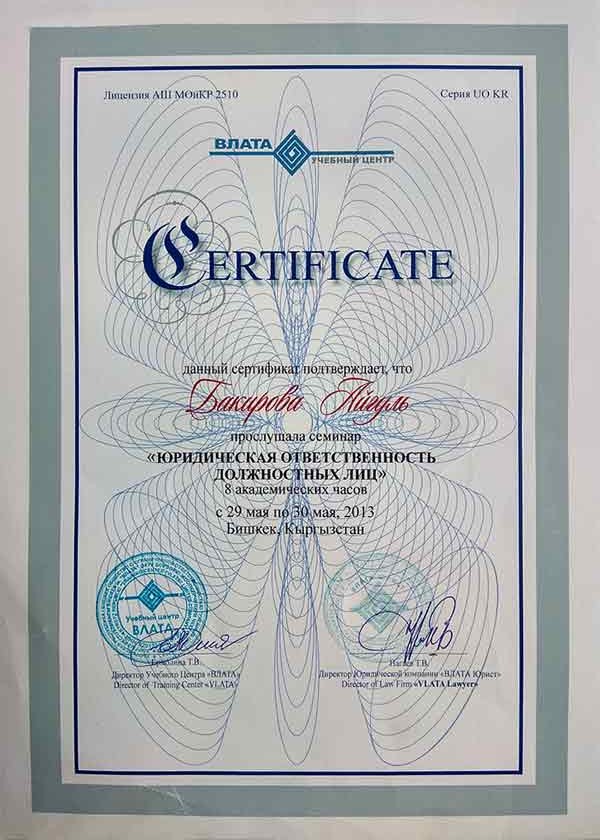 Лицензия АШ МОиКР 2510
Серия UO KR
ВЛАТА
УЧЕБНЫЙ ЦЕНТР
CERTIFICATE
данный сертификат подтверждает, что
Бакирова Айгуль
прослушала семинар
«ЮРИДИЧЕСКАЯ ОТВЕТСТВЕННОСТЬ
ДОЛЖНОСТНЫХ ЛИЦ»
8 академических часов
с 29 мая по 30 мая, 2013
Бишкек, Кыргызстан
Учебный центр
ВЛАТА
Т.В.
Директор Учебного Центра «ВЛАТА»
Director of Training Center «VLATA»
ВЛАТА
Т.В.
Директор Юридической компании «ВЛАТА Юрист»
Director of Law Firm «VLATA Lawyer»